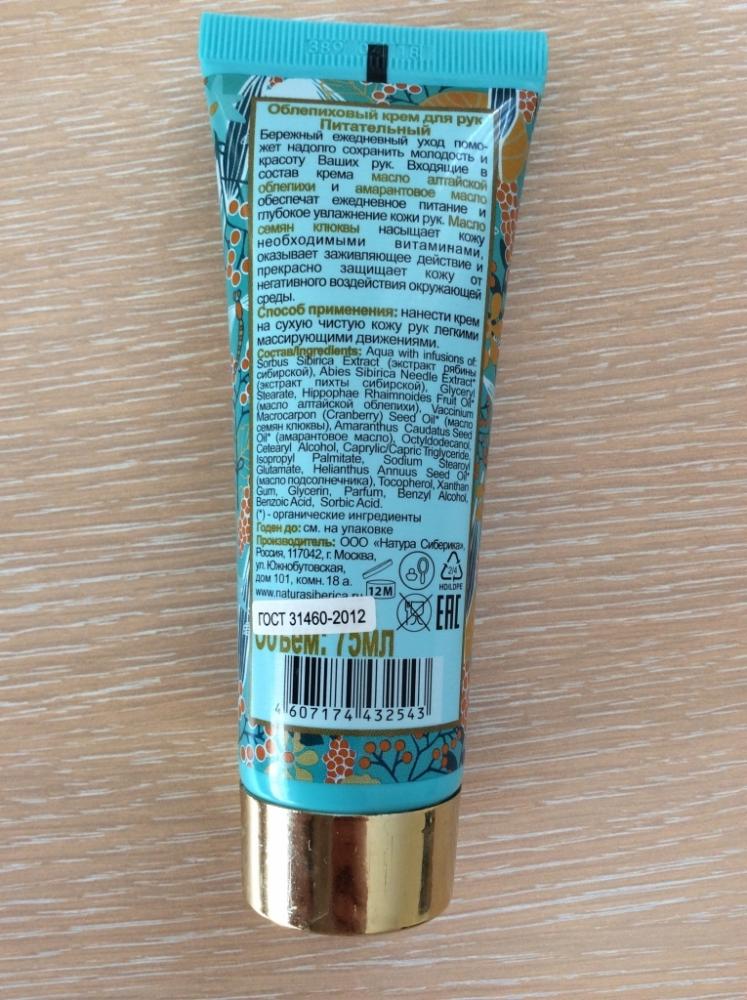 Облепиховый крем для рук
Питательный
Бережный ежедневный уход помо-
жет надолго сохранить молодость и
красоту Ваших рук. Входящие в
состав крема масло алтайской
облепихи и амарантовое масло
обеспечат ежедневное питание и
глубокое увлажнение кожи рук. Масло
семян клюквы насыщает кожу
необходимыми витаминами,
оказывает заживляющее действие и
прекрасно защищает кожу от
негативного воздействия окружающей
среды.
Способ применения: нанести крем
на сухую чистую кожу рук легкими
массирующими движениями.
Состав/Ingredients: Aqua with infusions of:
Sorbus Sibirica Extract (экстракт рябины
сибирской), Abies Sibirica Needle Extract*
(экстракт пихты сибирской), Glyceryl
Stearate, Hippophae Rhaimnoides Fruit Oil*
(масло алтайской облепихи), Vaccinium
Macrocarpon (Cranberry) Seed Oil* (масло
семян клюквы), Amaranthus Caudatus Seed
Oil* (амарантовое масло), Octyldodecanol,
Cetearyl Alcohol, Caprylic/Capric Triglyceride,
Isopropyl Palmitate, Sodium Stearoyl
Glutamate, Helianthus Annuus Seed Oil*
(масло подсолнечника), Tocopherol, Xanthan
Gum, Glycerin, Parfum, Benzyl Alcohol,
Benzoic Acid, Sorbic Acid.
(*) - органические ингредиенты
Годен до: см. на упаковке
Производитель: ООО «Натура Сиберика»,
Россия, 117042, г. Москва,
ул. Южнобутовская,
дом 101, комн. 18 а.
www.naturasiberica.ru
12M
2/4
HD/LDPE
EAC
ГОСТ 31460-2012
Объем: 75мл
4 607174 432543